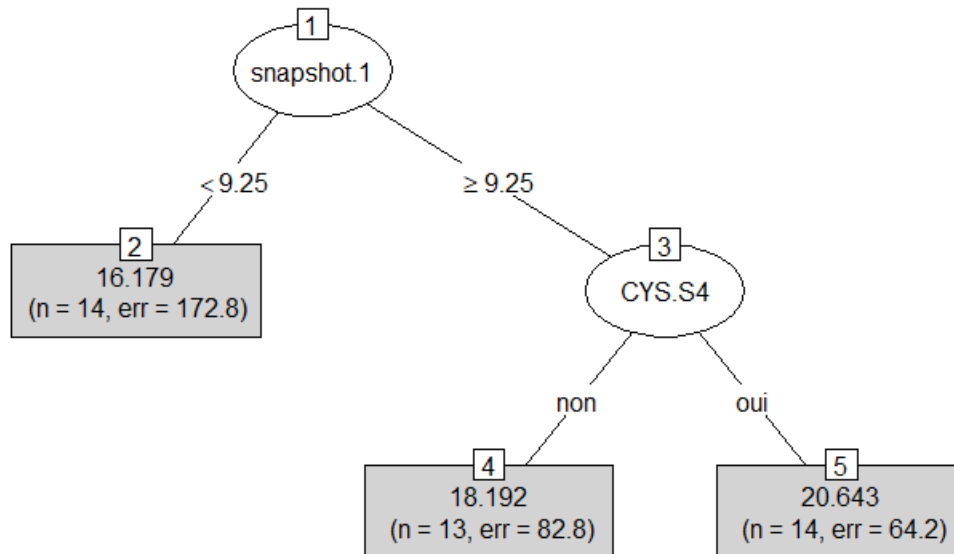 1
snapshot.1
< 9.25
≥ 9.25
2
16.179
(n = 14, err = 172.8)
3
CYS.S4
non
oui
4
18.192
(n = 13, err = 82.8)
5
20.643
(n = 14, err = 64.2)